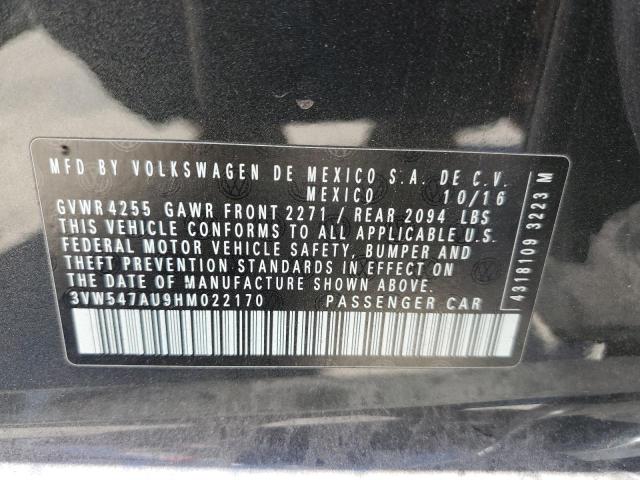 MFD BY VOLKSWAGEN DE MEXICO S.A. DE C.V.
MEXICO 10/16
GVWR 4255 GAWR FRONT 2271 / REAR 2094 LBS
THIS VEHICLE CONFORMS TO ALL APPLICABLE U.S.
FEDERAL MOTOR VEHICLE SAFETY, BUMPER AND
THEFT PREVENTION STANDARDS IN EFFECT ON
THE DATE OF MANUFACTURE SHOWN ABOVE.
3VW547AU9HM022170 PASSENGER CAR
4318109 3223 M